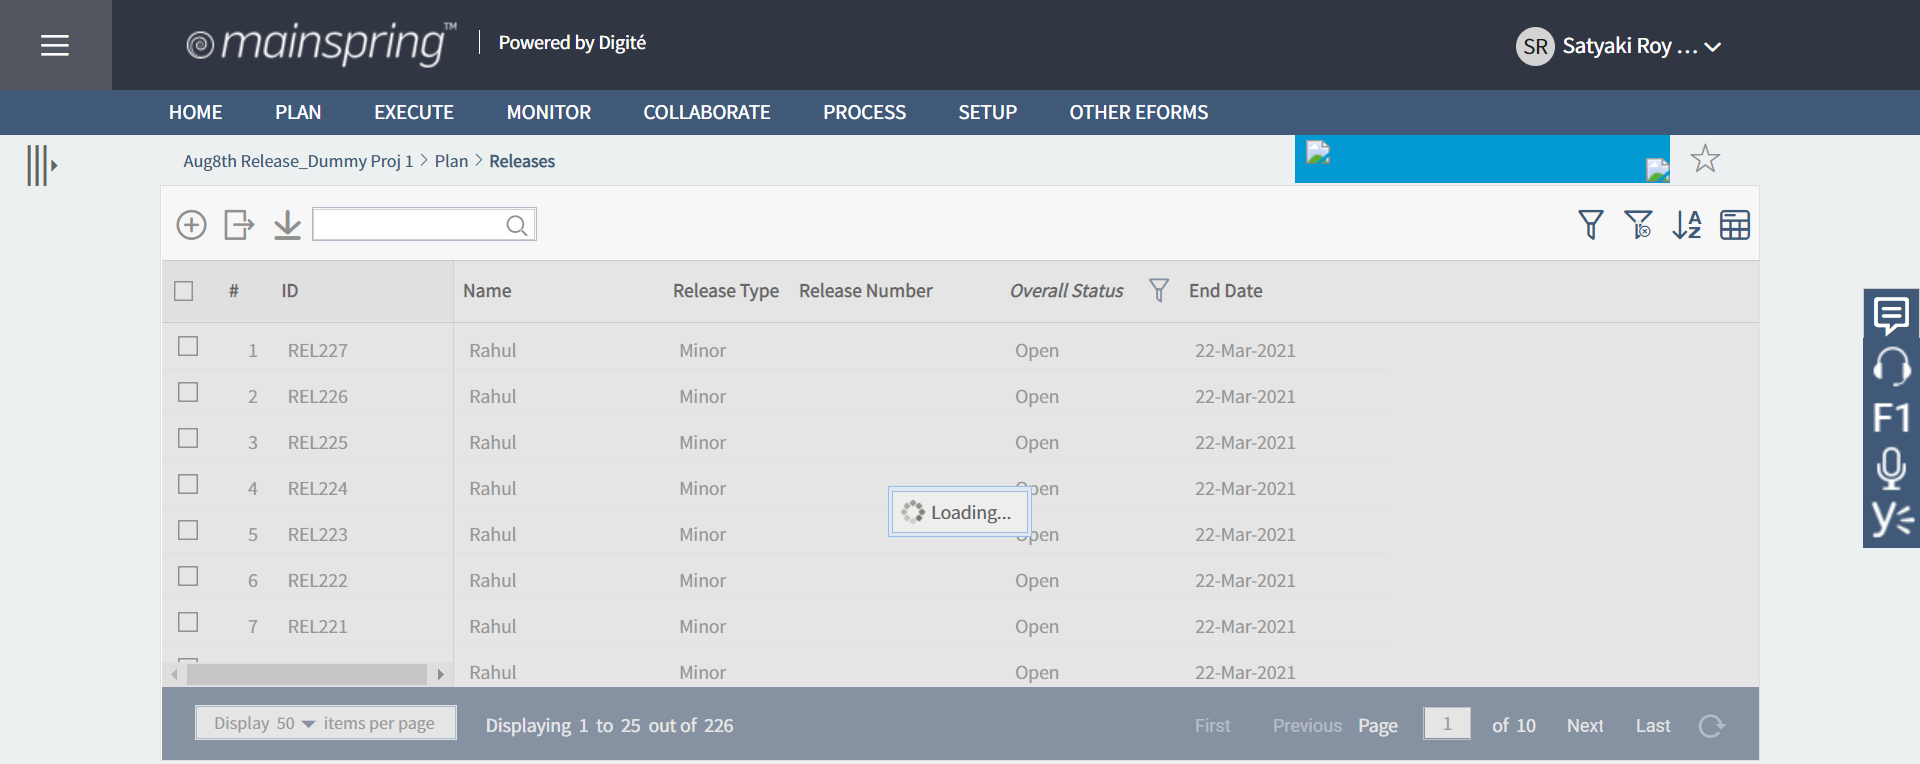 mainspring™ Powered by Digité SR Satyaki Roy ...
HOME PLAN EXECUTE MONITOR COLLABORATE PROCESS SETUP OTHER EFORMS
Aug8th Release_Dummy Proj 1 > Plan > Releases
# ID Name Release Type Release Number Overall Status End Date
1 REL227 Rahul Minor Open 22-Mar-2021
2 REL226 Rahul Minor Open 22-Mar-2021
3 REL225 Rahul Minor Open 22-Mar-2021
4 REL224 Rahul Minor Open 22-Mar-2021
Loading...
5 REL223 Rahul Minor Open 22-Mar-2021
6 REL222 Rahul Minor Open 22-Mar-2021
7 REL221 Rahul Minor Open 22-Mar-2021
Rahul Minor Open 22-Mar-2021
Display 50 items per page Displaying 1 to 25 out of 226 First Previous Page 1 of 10 Next Last
A
Z
F1
y